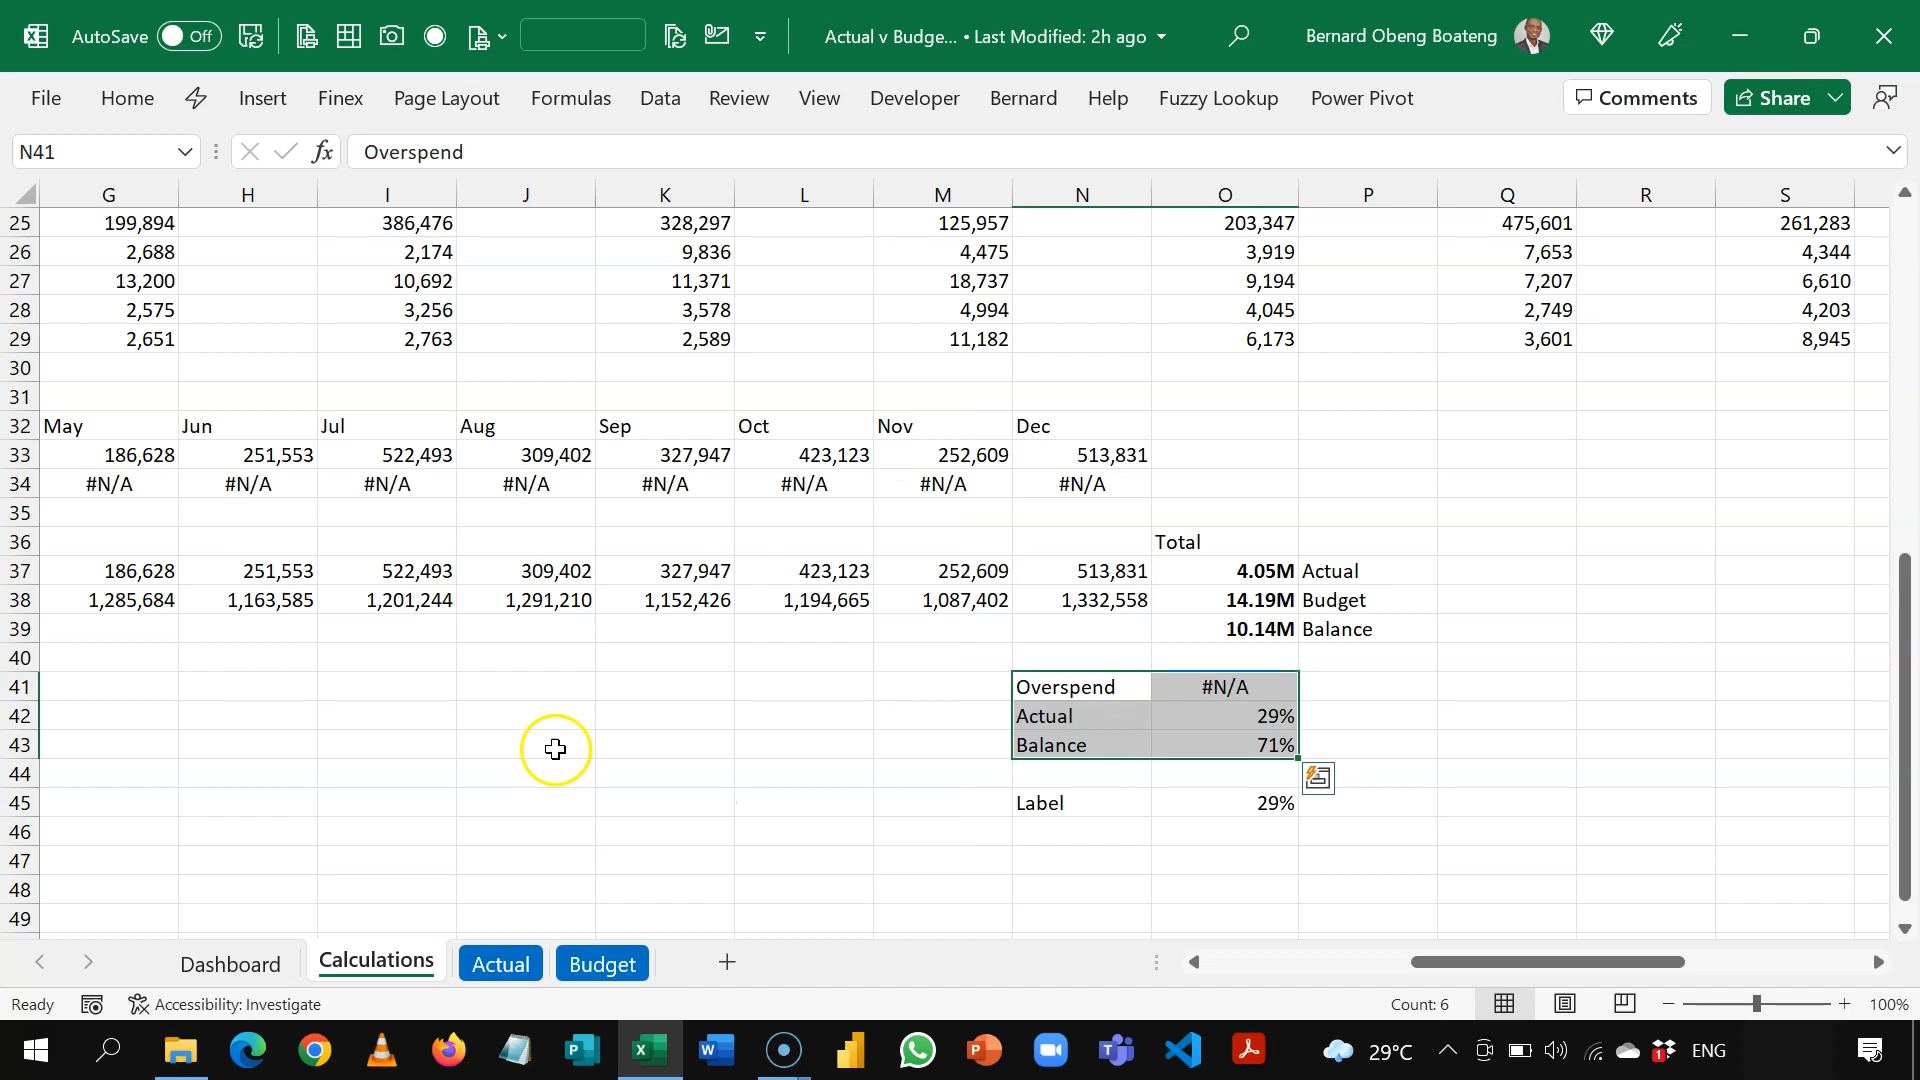 AutoSave Off Actual v Budge... • Last Modified: 2h ago Bernard Obeng Boateng
File Home Insert Finex Page Layout Formulas Data Review View Developer Bernard Help Fuzzy Lookup Power Pivot Comments Share
N41 fx Overspend
G H I J K L M N O P Q R S
25 199,894 386,476 328,297 125,957 203,347 475,601 261,283
26 2,688 2,174 9,836 4,475 3,919 7,653 4,344
27 13,200 10,692 11,371 18,737 9,194 7,207 6,610
28 2,575 3,256 3,578 4,994 4,045 2,749 4,203
29 2,651 2,763 2,589 11,182 6,173 3,601 8,945
30
31
32 May Jun Jul Aug Sep Oct Nov Dec
33 186,628 251,553 522,493 309,402 327,947 423,123 252,609 513,831
34 #N/A #N/A #N/A #N/A #N/A #N/A #N/A #N/A
35
36 Total
37 186,628 251,553 522,493 309,402 327,947 423,123 252,609 513,831 4.05M Actual
38 1,285,684 1,163,585 1,201,244 1,291,210 1,152,426 1,194,665 1,087,402 1,332,558 14.19M Budget
39 10.14M Balance
40
41 Overspend #N/A
42 Actual 29%
43 Balance 71%
44
45 Label 29%
46
47
48
49
Dashboard Calculations Actual Budget
Ready Accessibility: Investigate Count: 6 100%
29°C ENG